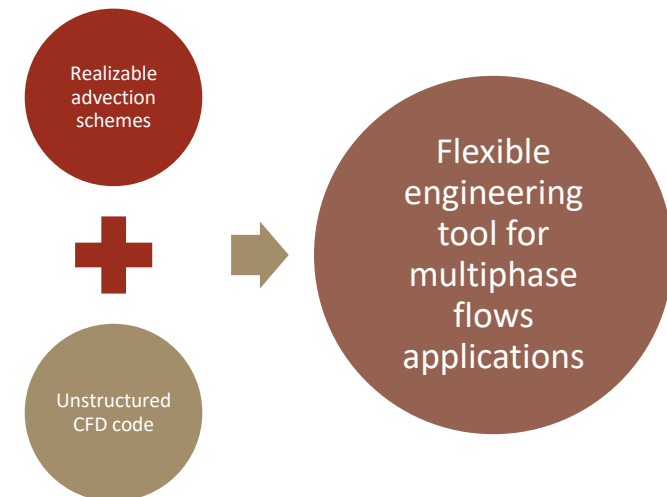 Realizable
advection
schemes
Unstructured
CFD code
Flexible
engineering
tool for
multiphase
flows
applications